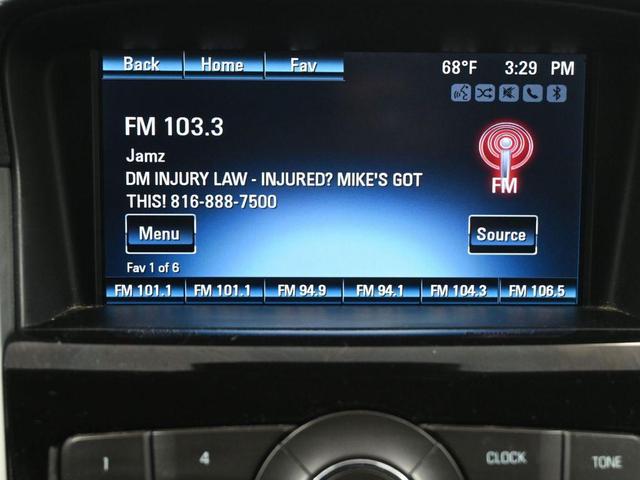 Back Home Fav 68°F 3:29 PM
FM 103.3
Jamz
DM INJURY LAW - INJURED? MIKE'S GOT
THIS! 816-888-7500
FM
Menu Source
Fav 1 of 6
FM 101.1 FM 101.1 FM 94.9 FM 94.1 FM 104.3 FM 106.5
1 4 CLOCK TONE